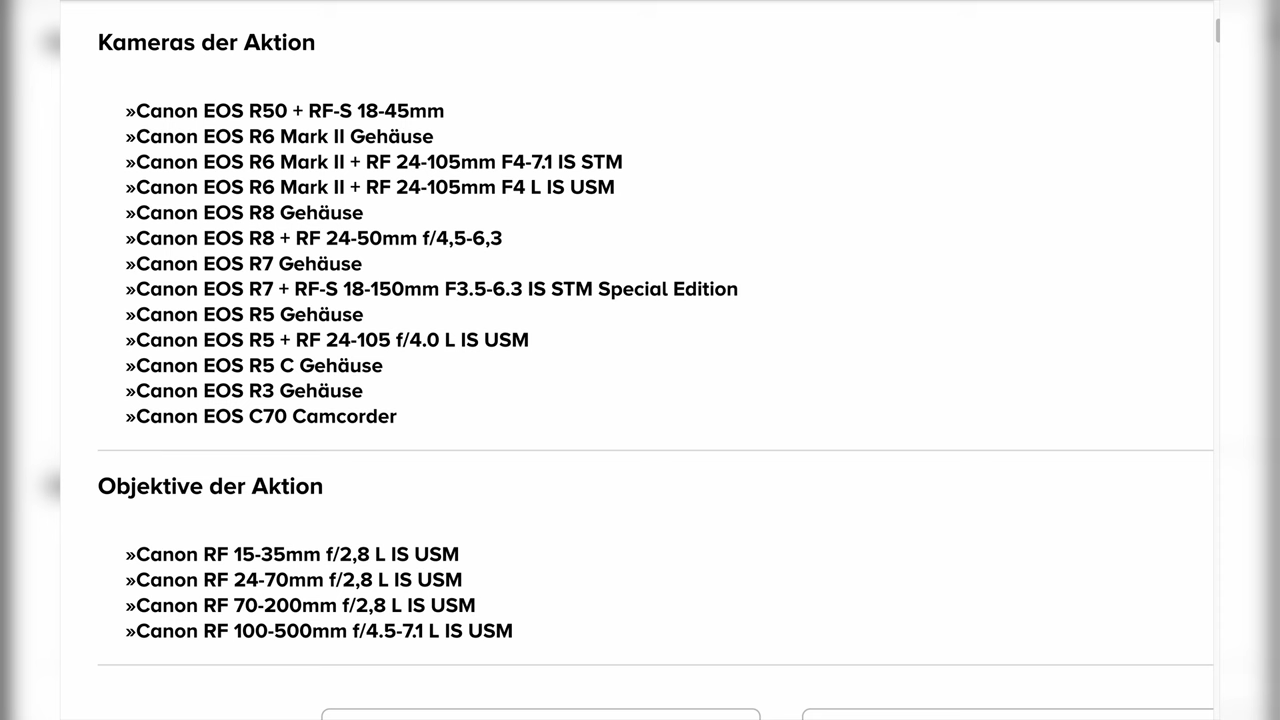 Kameras der Aktion
»Canon EOS R50 + RF-S 18-45mm
»Canon EOS R6 Mark II Gehäuse
»Canon EOS R6 Mark II + RF 24-105mm F4-7.1 IS STM
»Canon EOS R6 Mark II + RF 24-105mm F4 L IS USM
»Canon EOS R8 Gehäuse
»Canon EOS R8 + RF 24-50mm f/4,5-6,3
»Canon EOS R7 Gehäuse
»Canon EOS R7 + RF-S 18-150mm F3.5-6.3 IS STM Special Edition
»Canon EOS R5 Gehäuse
»Canon EOS R5 + RF 24-105 f/4.0 L IS USM
»Canon EOS R5 C Gehäuse
»Canon EOS R3 Gehäuse
»Canon EOS C70 Camcorder
Objektive der Aktion
»Canon RF 15-35mm f/2,8 L IS USM
»Canon RF 24-70mm f/2,8 L IS USM
»Canon RF 70-200mm f/2,8 L IS USM
»Canon RF 100-500mm f/4.5-7.1 L IS USM